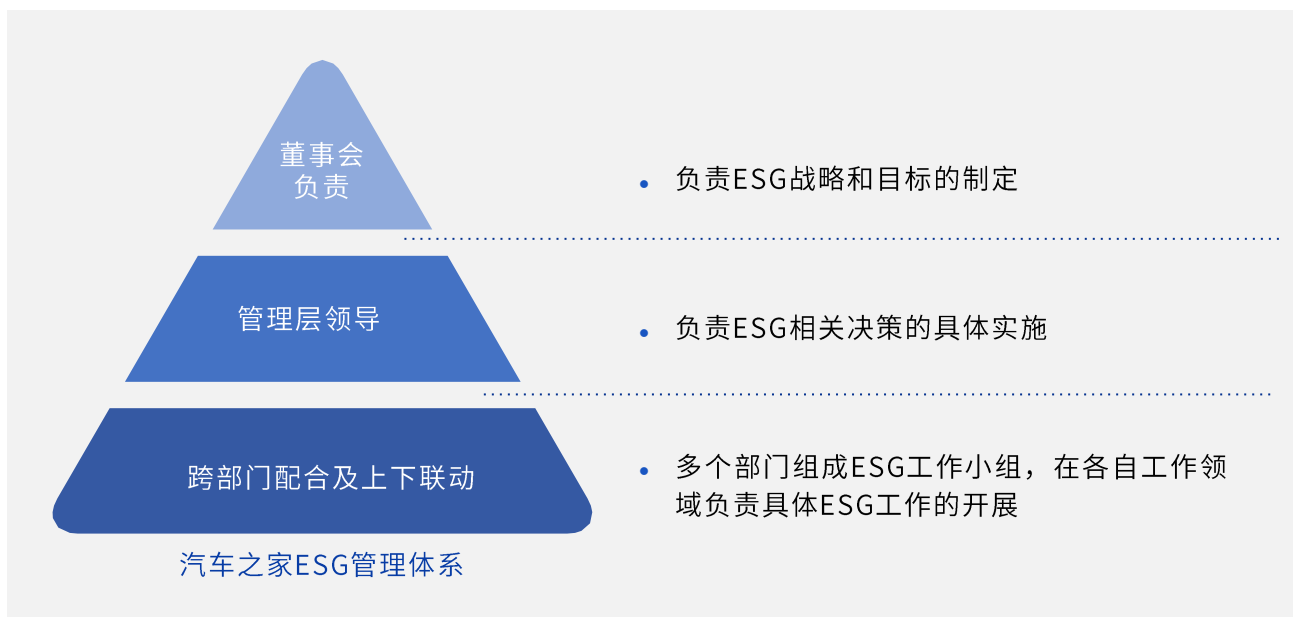 董事会
负责
负责ESG战略和目标的制定
管理层领导
负责ESG相关决策的具体实施
跨部门配合及上下联动
多个部门组成ESG工作小组，在各自工作领
域负责具体ESG工作的开展
汽车之家ESG管理体系